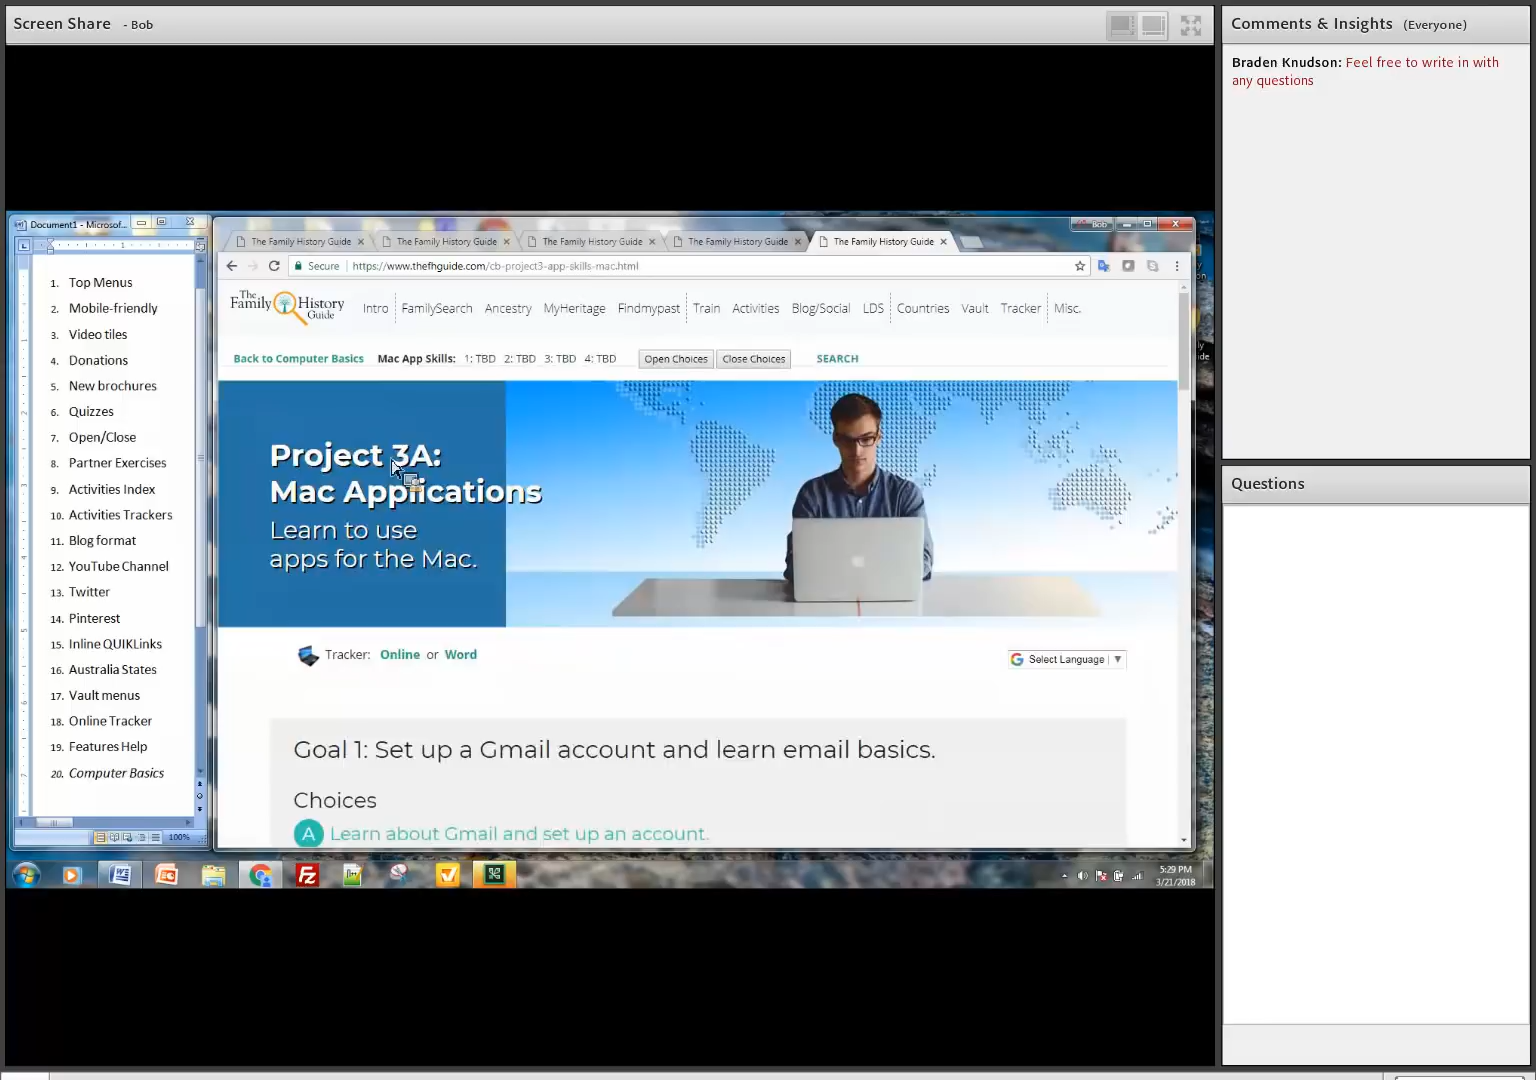 Screen Share - Bob
Comments & Insights (Everyone)
Braden Knudson: Feel free to write in with
any questions
Questions
Document1 - Microsof...
1. Top Menus
2. Mobile-friendly
3. Video tiles
4. Donations
5. New brochures
6. Quizzes
7. Open/Close
8. Partner Exercises
9. Activities Index
10. Activities Trackers
11. Blog format
12. YouTube Channel
13. Twitter
14. Pinterest
15. Inline QUIKLinks
16. Australia States
17. Vault menus
18. Online Tracker
19. Features Help
20. Computer Basics
100%
Bob
The Family History Guide The Family History Guide The Family History Guide The Family History Guide The Family History Guide
Secure https://www.thefhguide.com/cb-project3-app-skills-mac.html
The Family History Guide
Intro FamilySearch Ancestry MyHeritage Findmypast Train Activities Blog/Social LDS Countries Vault Tracker Misc.
Back to Computer Basics Mac App Skills: 1: TBD 2: TBD 3: TBD 4: TBD Open Choices Close Choices SEARCH
Project 3A:
Mac Applications
Learn to use
apps for the Mac.
Tracker: Online or Word
G Select Language ▼
Goal 1: Set up a Gmail account and learn email basics.
Choices
A Learn about Gmail and set up an account.
5:29 PM
3/21/2018